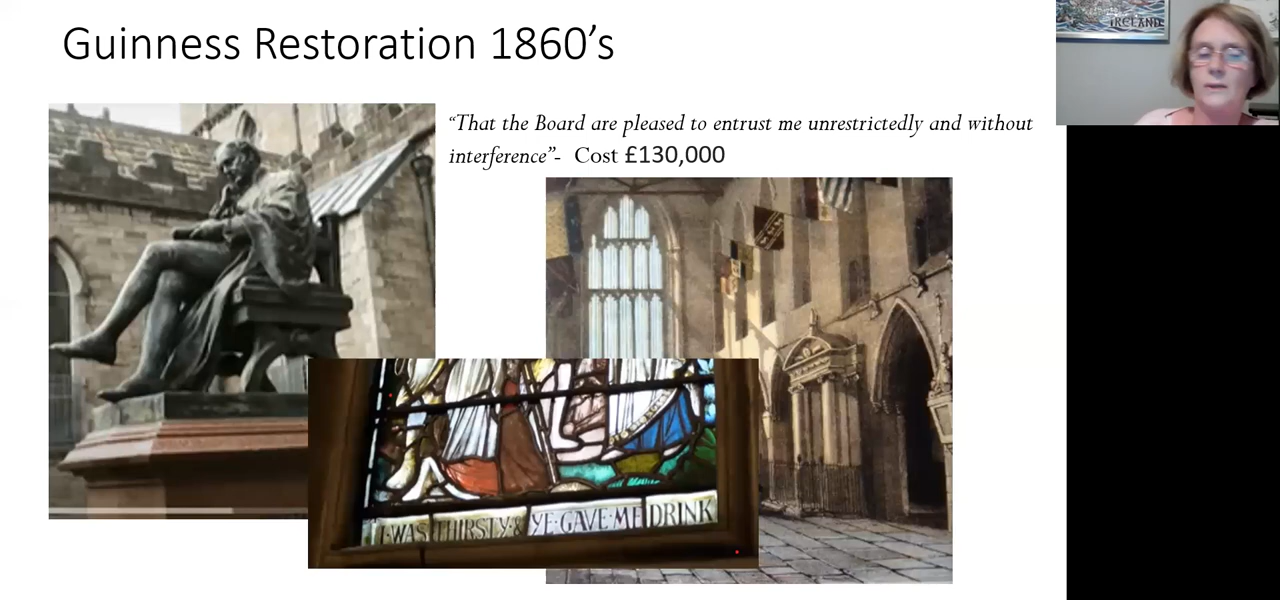 Guinness Restoration 1860’s
IRELAND
“That the Board are pleased to entrust me unrestrictedly and without
interference”- Cost £130,000
I·WAS THIRSTY & YE·GAVE·ME DRINK